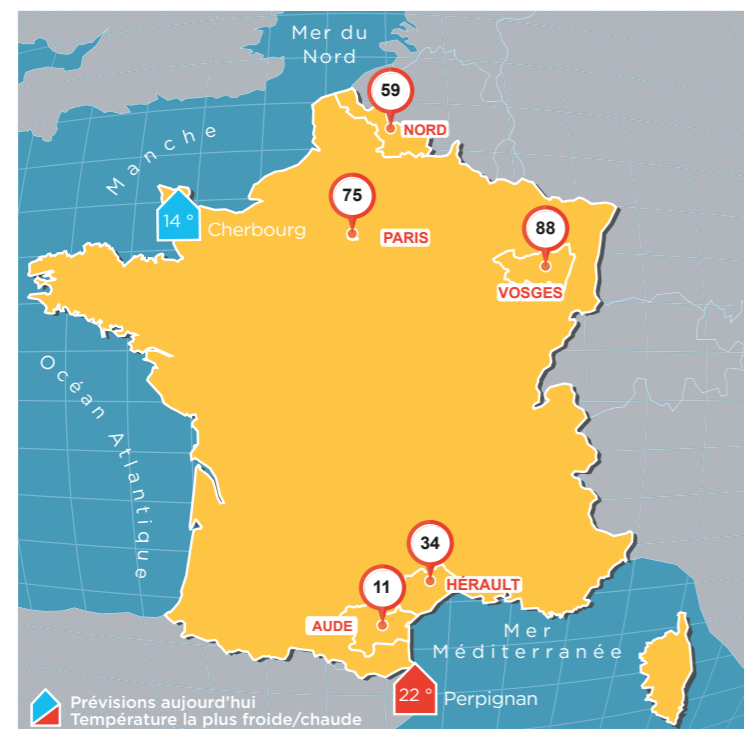 Mer du
Nord
59
NORD
Manche
75
PARIS
14 °
Cherbourg
88
VOSGES
Océan Atlantique
34
HÉRAULT
11
AUDE
Mer
Méditerranée
22 °
Perpignan
Prévisions aujourd'hui
Température la plus froide/chaude